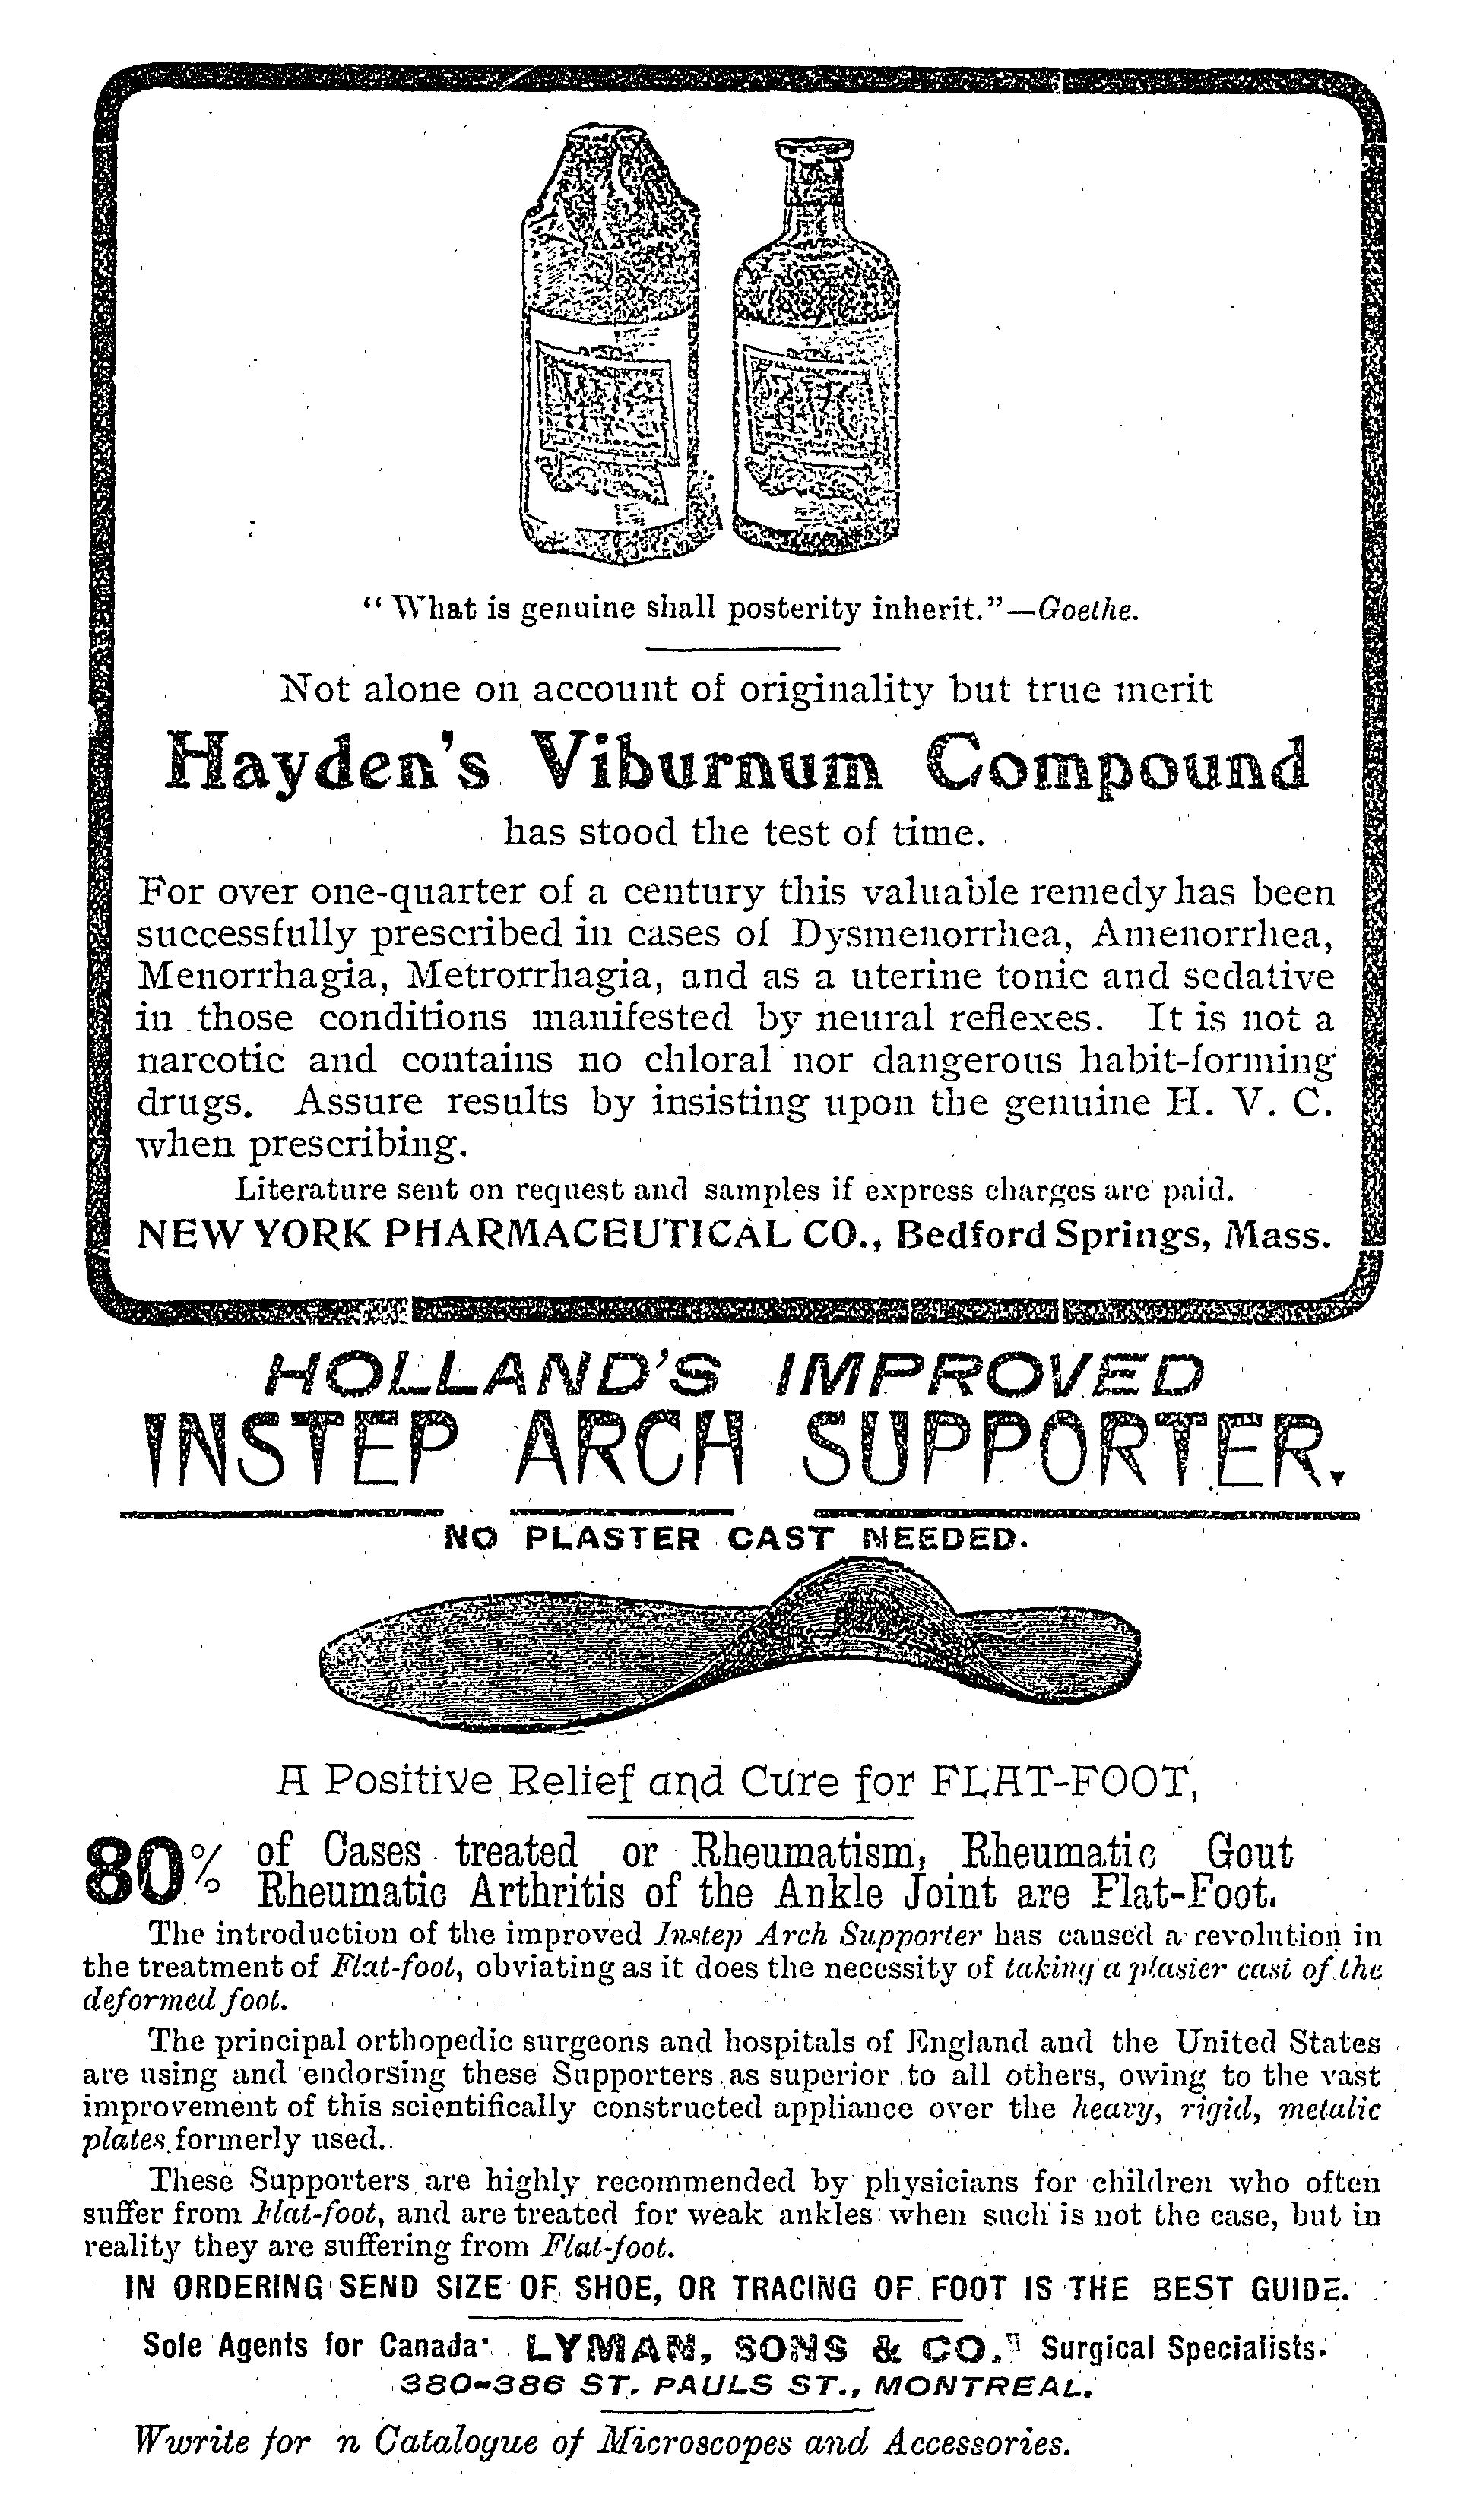 “What is genuine shall posterity inherit.”—Goethe.
Not alone on account of originality but true merit
Hayden's Viburnum Compound
has stood the test of time.
For over one-quarter of a century this valuable remedy has been
successfully prescribed in cases of Dysmenorrhea, Amenorrhea,
Menorrhagia, Metrorrhagia, and as a uterine tonic and sedative
in those conditions manifested by neural reflexes. It is not a
narcotic and contains no chloral nor dangerous habit-forming
drugs. Assure results by insisting upon the genuine H. V. C.
when prescribing.
Literature sent on request and samples if express charges are paid.
NEW YORK PHARMACEUTICAL CO., Bedford Springs, Mass.
HOLLAND'S IMPROVED
INSTEP ARCH SUPPORTER.
NO PLASTER CAST NEEDED.
A Positive Relief and Cure for FLAT-FOOT,
80% of Cases treated or Rheumatism, Rheumatic Gout
Rheumatic Arthritis of the Ankle Joint are Flat-Foot.
The introduction of the improved Instep Arch Supporter has caused a revolution in
the treatment of Flat-foot, obviating as it does the necessity of taking a plaster cast of the
deformed foot.
The principal orthopedic surgeons and hospitals of England and the United States
are using and endorsing these Supporters as superior to all others, owing to the vast
improvement of this scientifically constructed appliance over the heavy, rigid, metalic
plates formerly used.
These Supporters are highly recommended by physicians for children who often
suffer from Flat-foot, and are treated for weak ankles when such is not the case, but in
reality they are suffering from Flat-foot.
IN ORDERING SEND SIZE OF SHOE, OR TRACING OF FOOT IS THE BEST GUIDE.
Sole Agents for Canada LYMAN, SONS & CO., Surgical Specialists.
380-386 ST. PAULS ST., MONTREAL.
Wwrite for n Catalogue of Microscopes and Accessories.